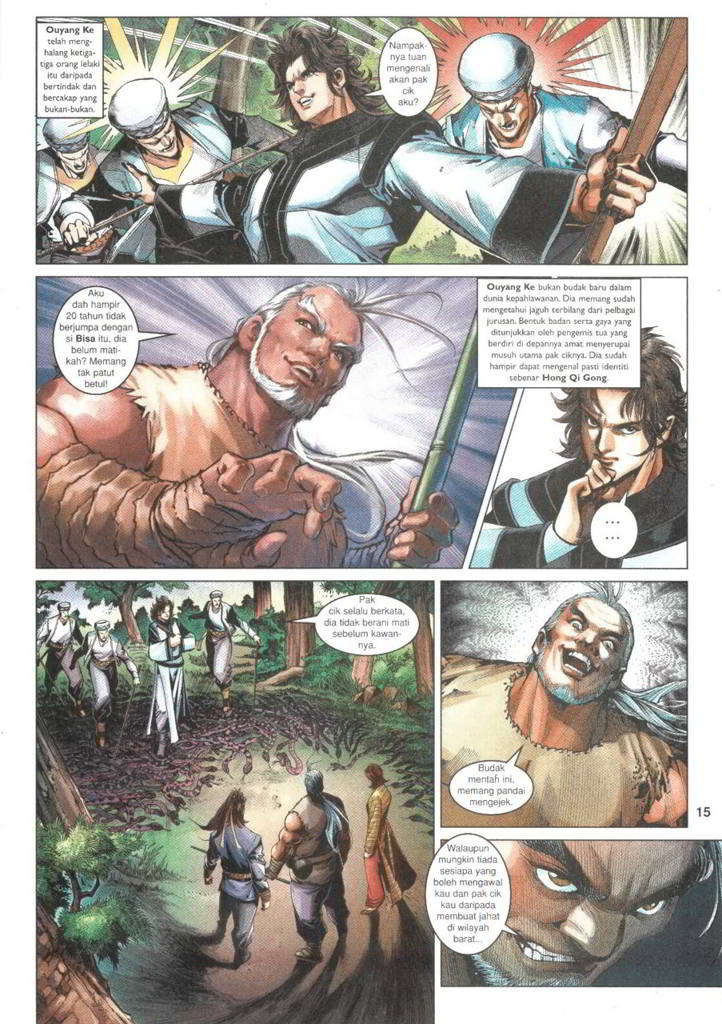 Ouyang Ke
telah meng-
halang ketiga-
tiga orang lelaki
itu daripada
bertindak dan
bercakap yang
bukan-bukan.
Nampak-
nya tuan
mengenali
akan pak
cik
aku?
Aku
dah hampir
20 tahun tidak
berjumpa dengan
si Bisa itu, dia
belum mati-
kah? Memang
tak patut
betul!
Ouyang Ke bukan budak baru dalam
dunia kepahlawanan. Dia memang sudah
mengetahui jaguh terbilang dari pelbagai
jurusan. Bentuk badan serta gaya yang
ditunjukkan oleh pengemis tua yang
berdiri di depannya amat menyerupai
musuh utama pak ciknya. Dia sudah
hampir dapat mengenal pasti identiti
sebenar Hong Qi Gong.
...
...
Pak
cik selalu berkata,
dia tidak berani mati
sebelum kawan-
nya.
Budak
mentah ini,
memang pandai
mengejek.
15
Walaupun
mungkin tiada
sesiapa yang
boleh mengawal
kau dan pak cik
kau daripada
membuat jahat
di wilayah
barat...